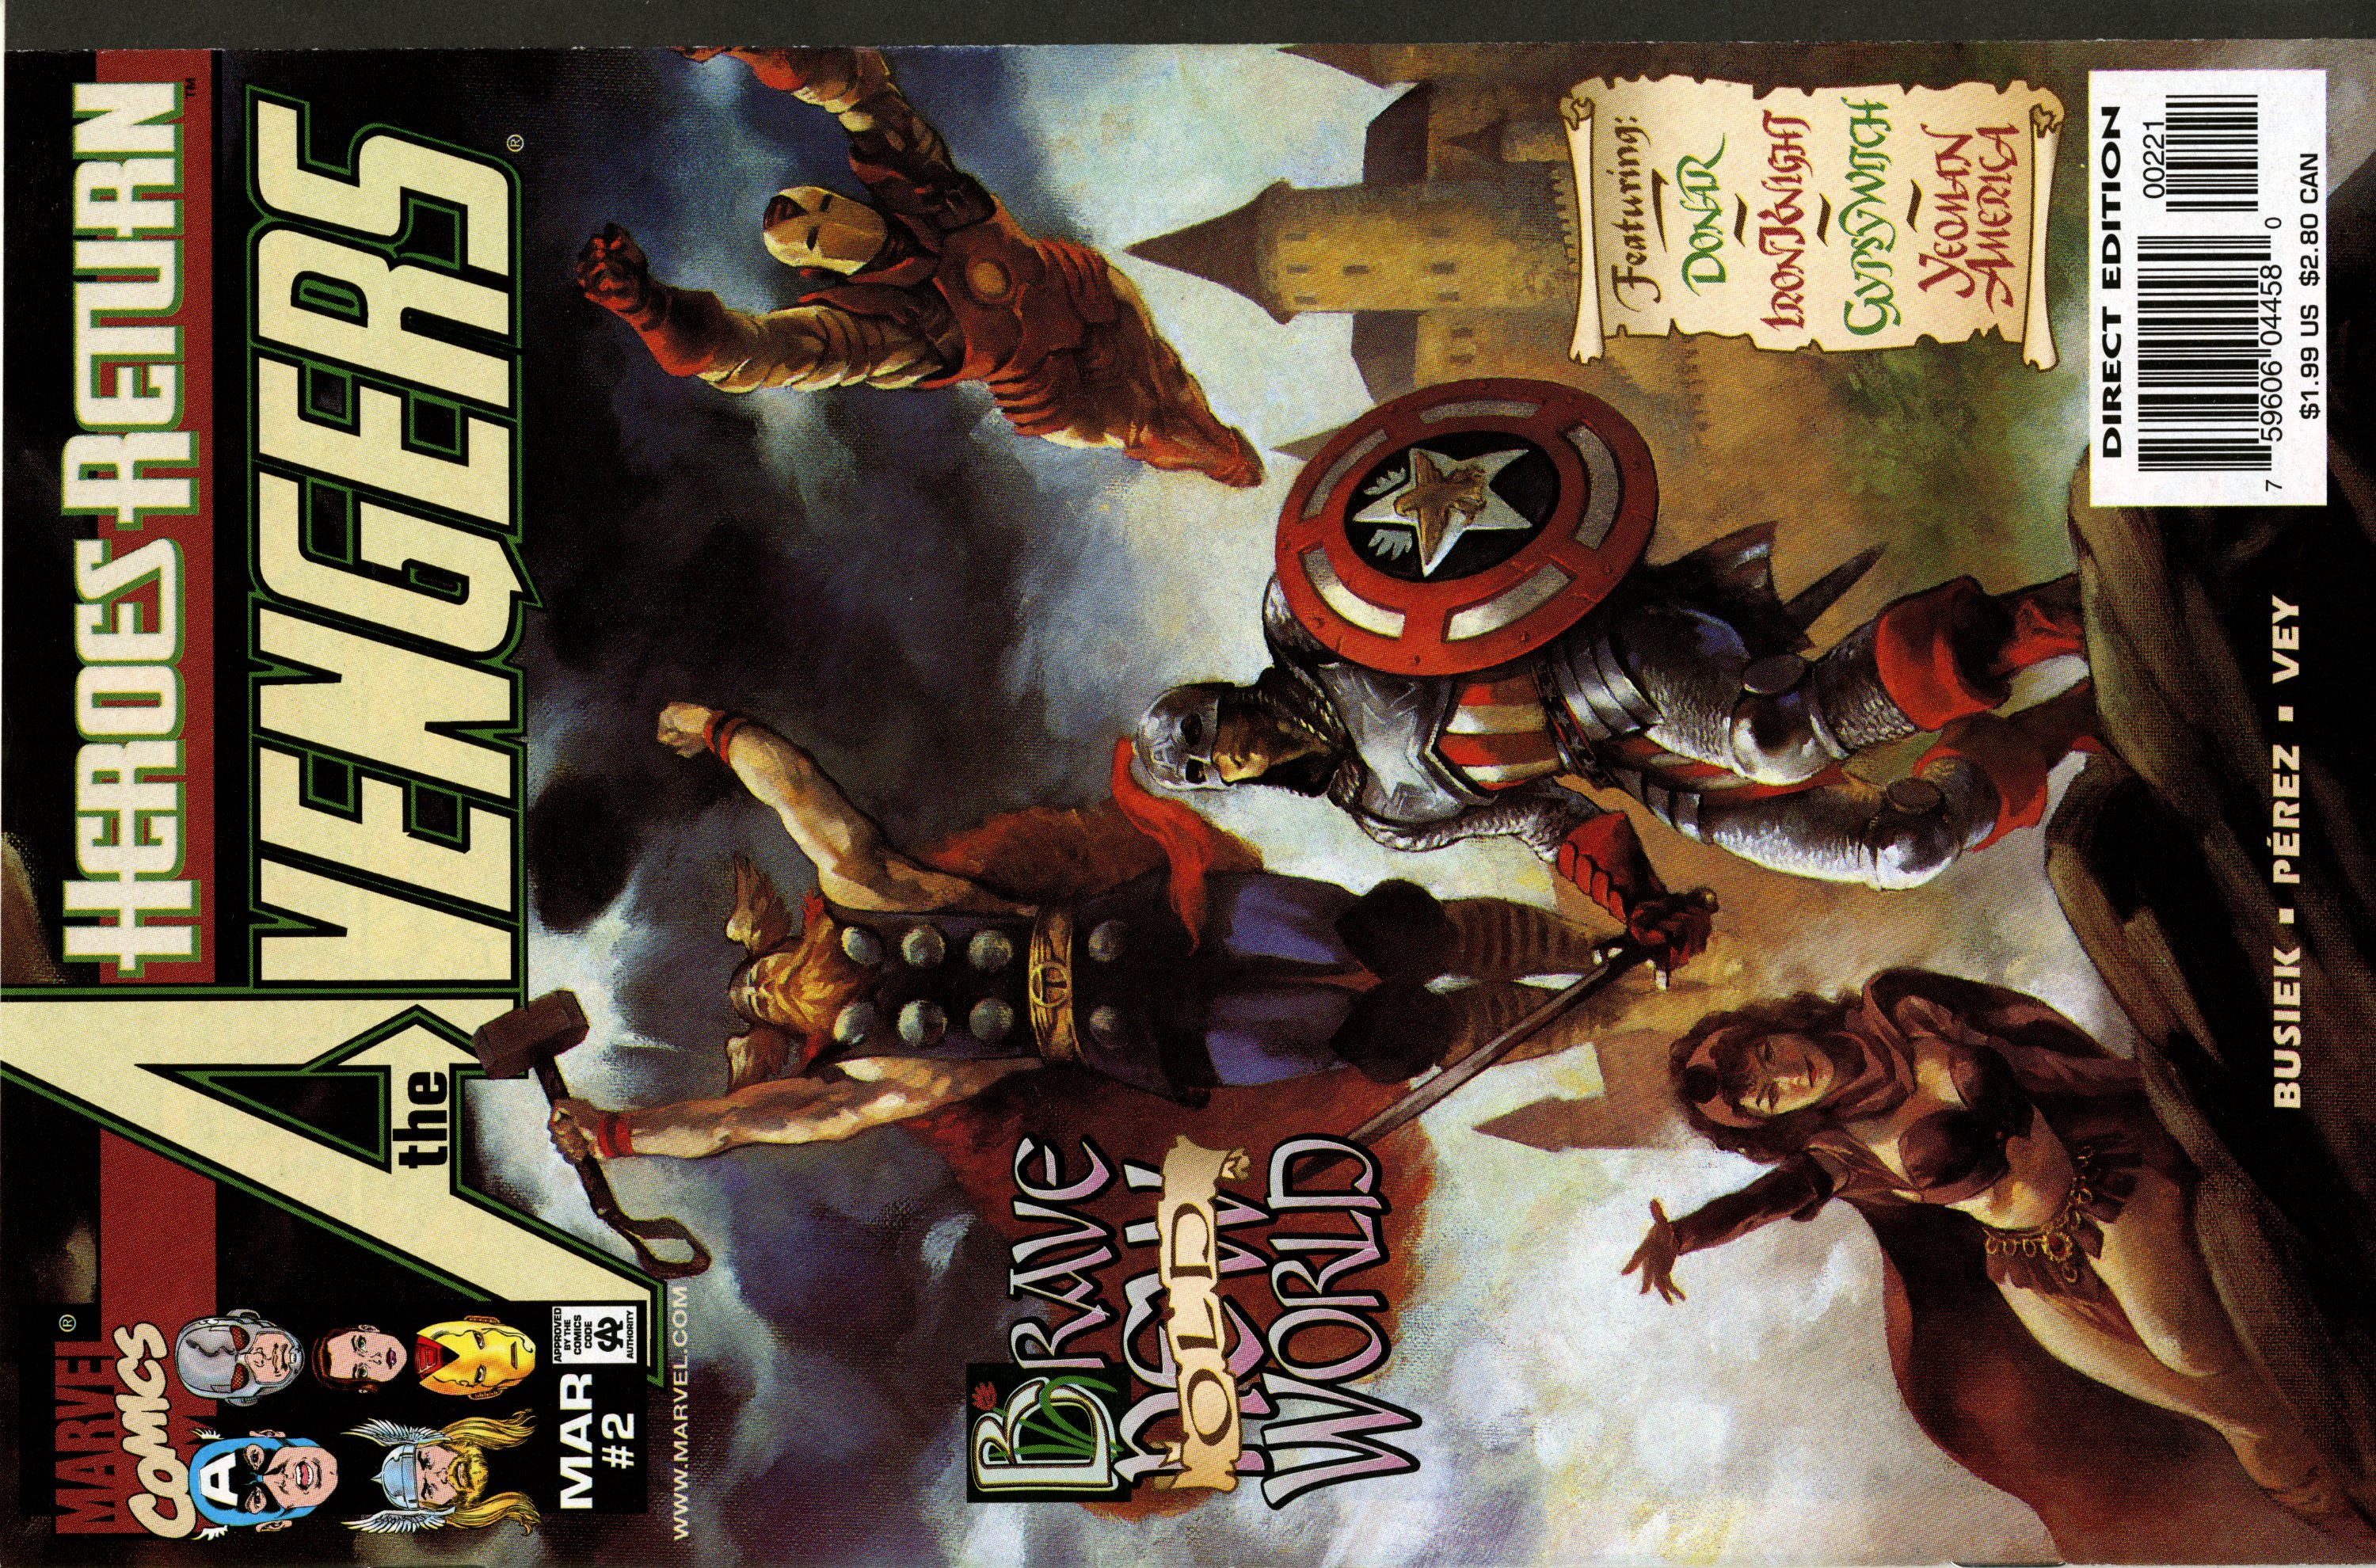 MARVEL®
COMICS
HEROES RETURN™
the AVENGERS®
A
MAR
#2
APPROVED
BY THE
COMICS
CODE
CA
AUTHORITY
WWW.MARVEL.COM
BRAVE
NEW
OLD
WORLD
A
Featuring:
DONAR
~
IRON KNIGHT
~
GYPSY WITCH
~
YEOMAN
AMERICA
BUSIEK ▪ PÉREZ ▪ VEY
DIRECT EDITION
00221
7 59606 04458 0
$1.99 US $2.80 CAN